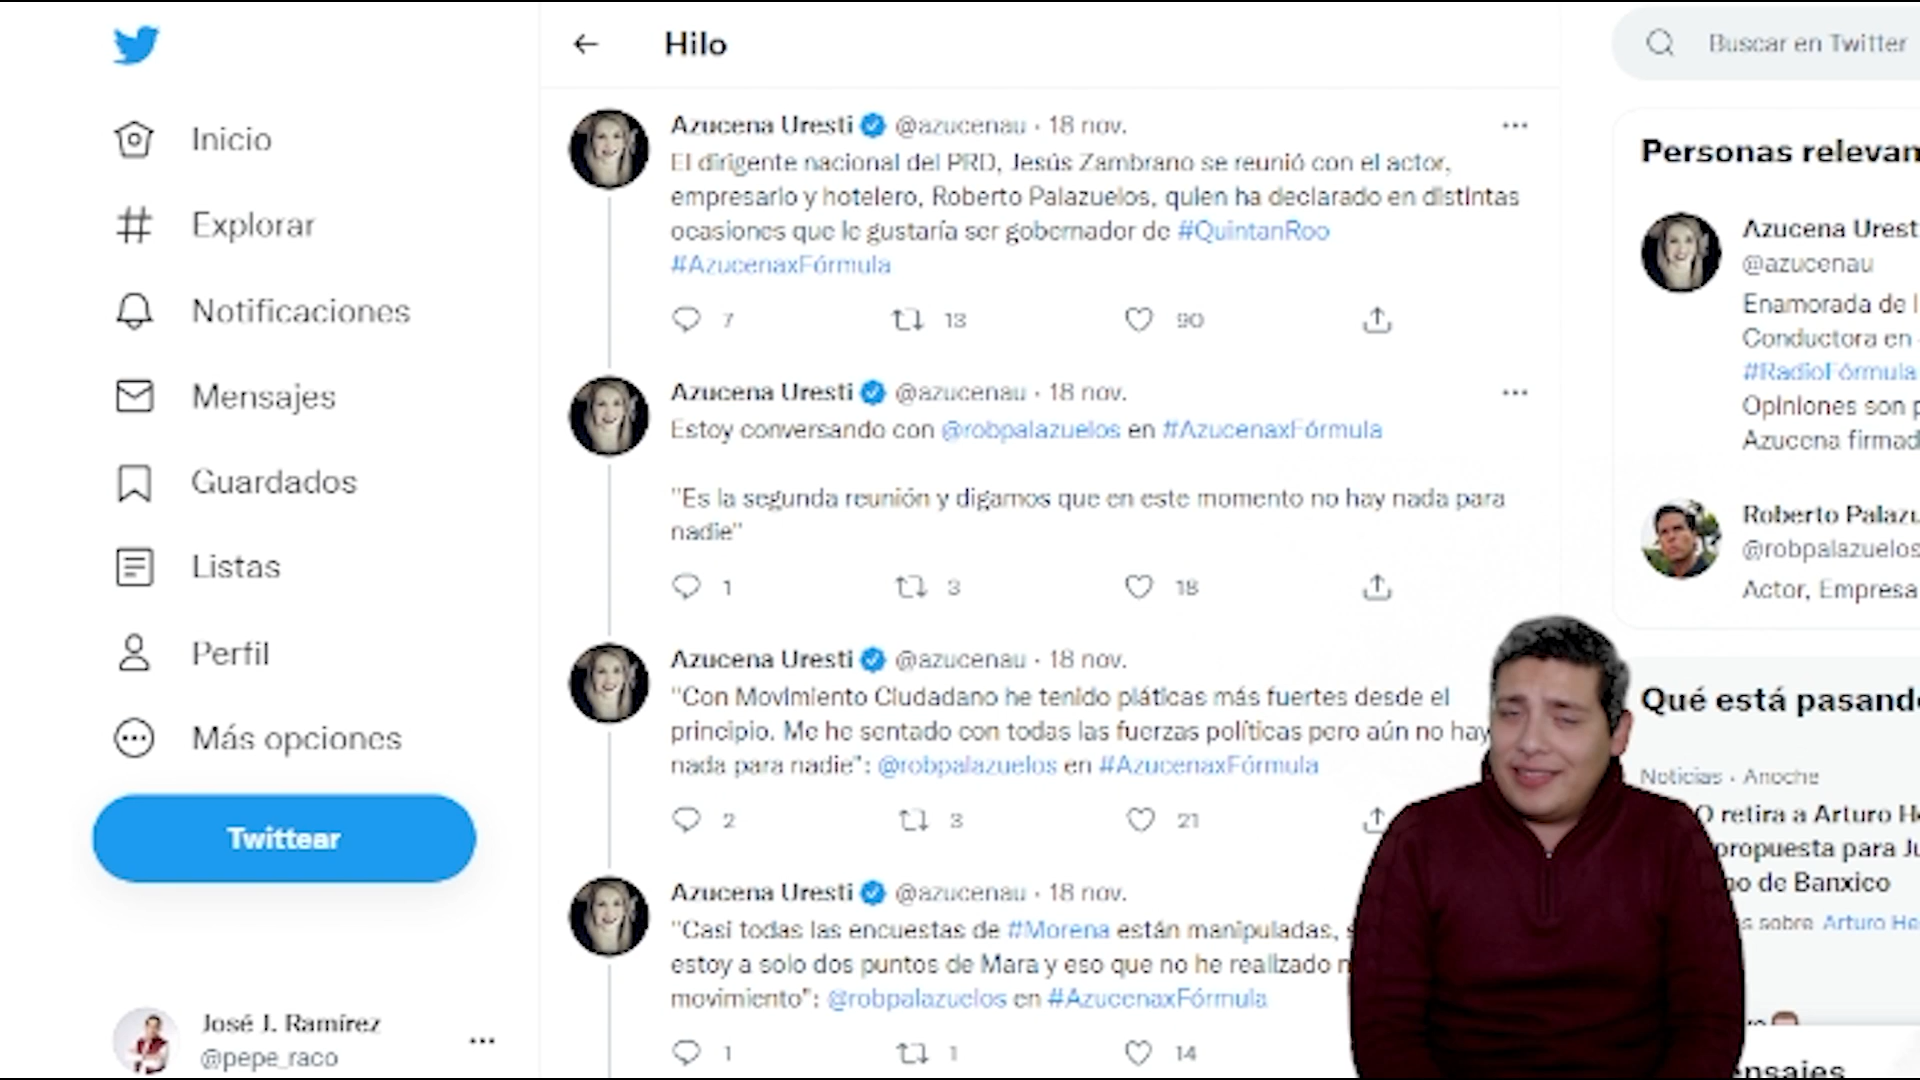 Inicio
Explorar
Notificaciones
Mensajes
Guardados
Listas
Perfil
Más opciones
Twittear
José J. Ramírez
@pepe_raco
Hilo
Azucena Uresti @azucenau · 18 nov.
El dirigente nacional del PRD, Jesús Zambrano se reunió con el actor,
empresario y hotelero, Roberto Palazuelos, quien ha declarado en distintas
ocasiones que le gustaría ser gobernador de #QuintanRoo
#AzucenaxFórmula
7 13 90
Azucena Uresti @azucenau · 18 nov.
Estoy conversando con @robpalazuelos en #AzucenaxFórmula
"Es la segunda reunión y digamos que en este momento no hay nada para
nadie"
1 3 18
Azucena Uresti @azucenau · 18 nov.
"Con Movimiento Ciudadano he tenido pláticas más fuertes desde el
principio. Me he sentado con todas las fuerzas políticas pero aún no hay
nada para nadie": @robpalazuelos en #AzucenaxFórmula
2 3 21
Azucena Uresti @azucenau · 18 nov.
"Casi todas las encuestas de #Morena están manipuladas,
estoy a solo dos puntos de Mara y eso que no he realizado
movimiento": @robpalazuelos en #AzucenaxFórmula
1 1 14
Buscar en Twitter
Personas relevan
Azucena Urest
@azucenau
Enamorada de l
Conductora en
#RadioFórmula
Opiniones son p
Azucena firmad
Roberto Palazu
@robpalazuelos
Actor, Empresa
Qué está pasand
Noticias · Anoche
O retira a Arturo He
propuesta para Ju
no de Banxico
s sobre Arturo He
ensajes